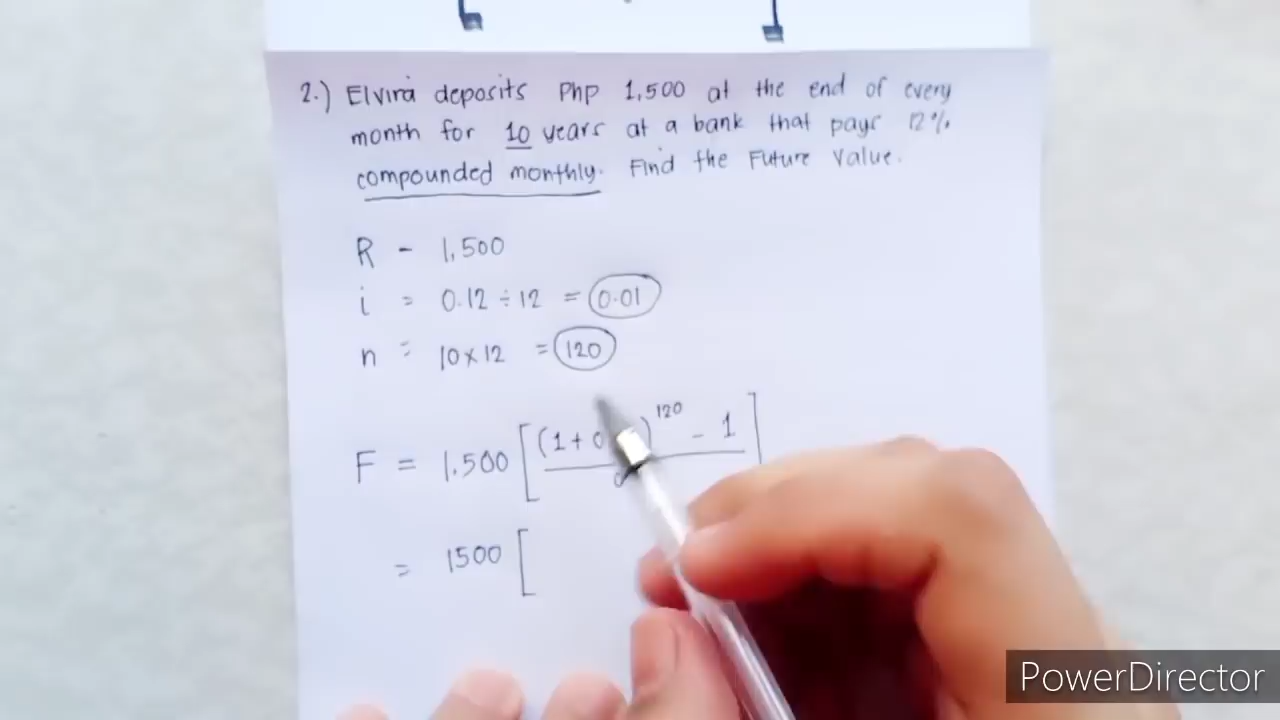 2.) Elvira deposits Php 1,500 at the end of every
month for 10 years at a bank that pays 12%
compounded monthly. Find the Future Value.
R - 1,500
i = 0.12 ÷ 12 = 0.01
n = 10 x 12 = 120
F = 1,500 [ (1 + 0 )^120 - 1 ]
0
= 1500 [
PowerDirector